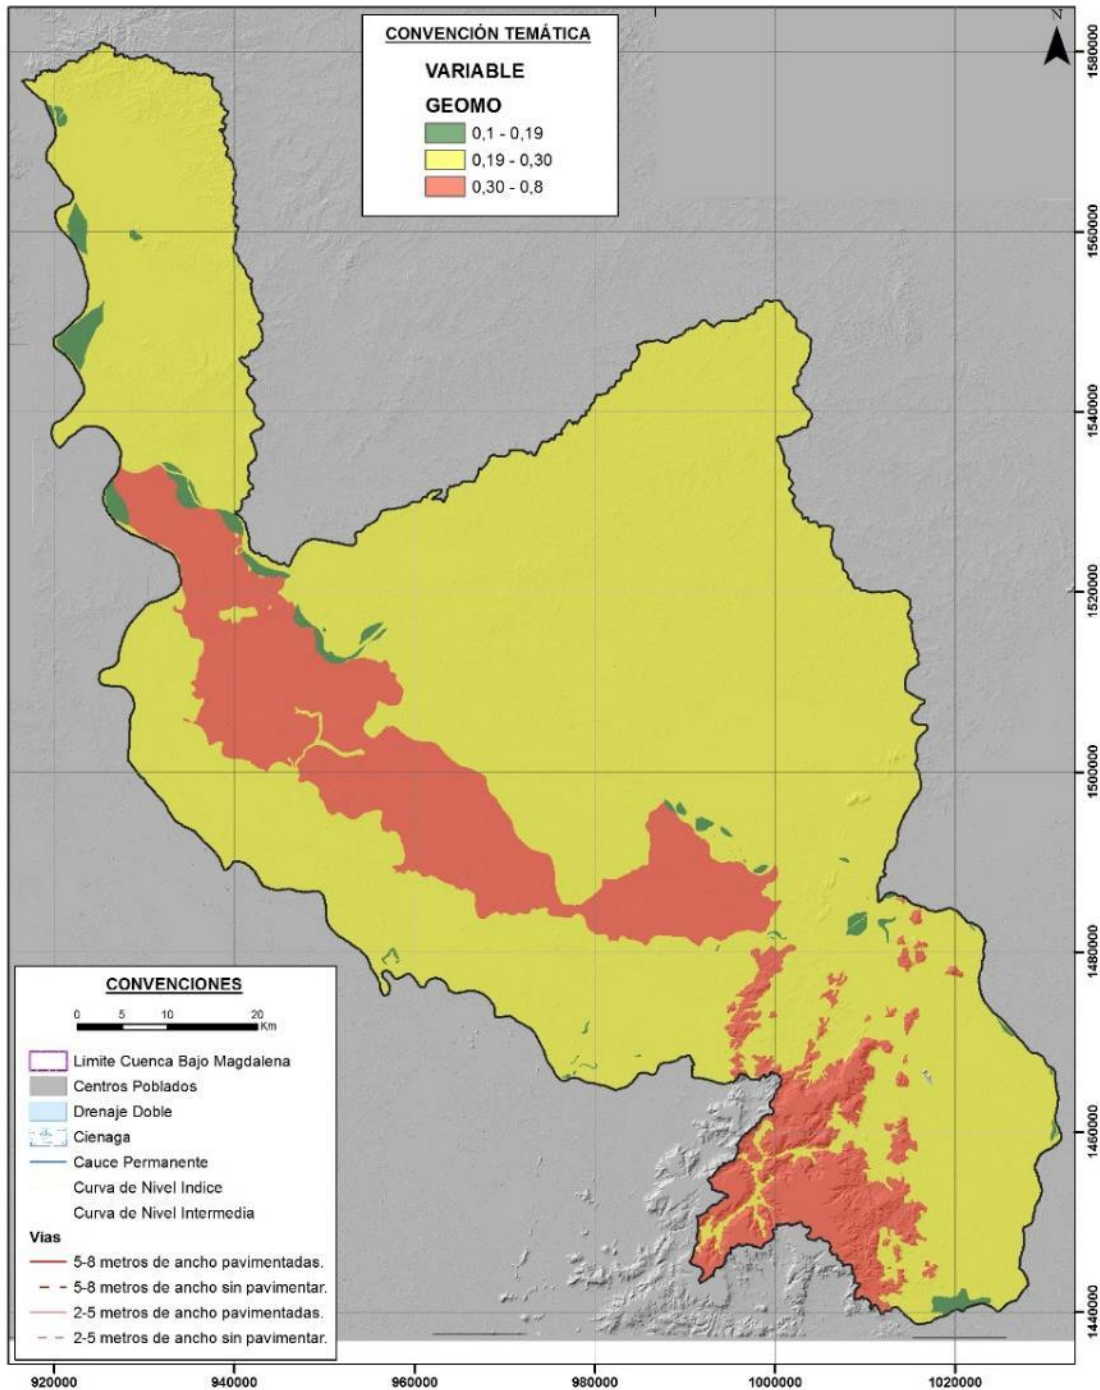 CONVENCIÓN TEMÁTICA
VARIABLE
GEOMO
0,1 - 0,19
0,19 - 0,30
0,30 - 0,8
N
1580000
1560000
1540000
1520000
1500000
1480000
1460000
1440000
CONVENCIONES
0 5 10 20
Km
Limite Cuenca Bajo Magdalena
Centros Poblados
Drenaje Doble
Cienaga
Cauce Permanente
Curva de Nivel Indice
Curva de Nivel Intermedia
Vias
5-8 metros de ancho pavimentadas.
5-8 metros de ancho sin pavimentar.
2-5 metros de ancho pavimentadas.
2-5 metros de ancho sin pavimentar.
920000 940000 960000 980000 1000000 1020000